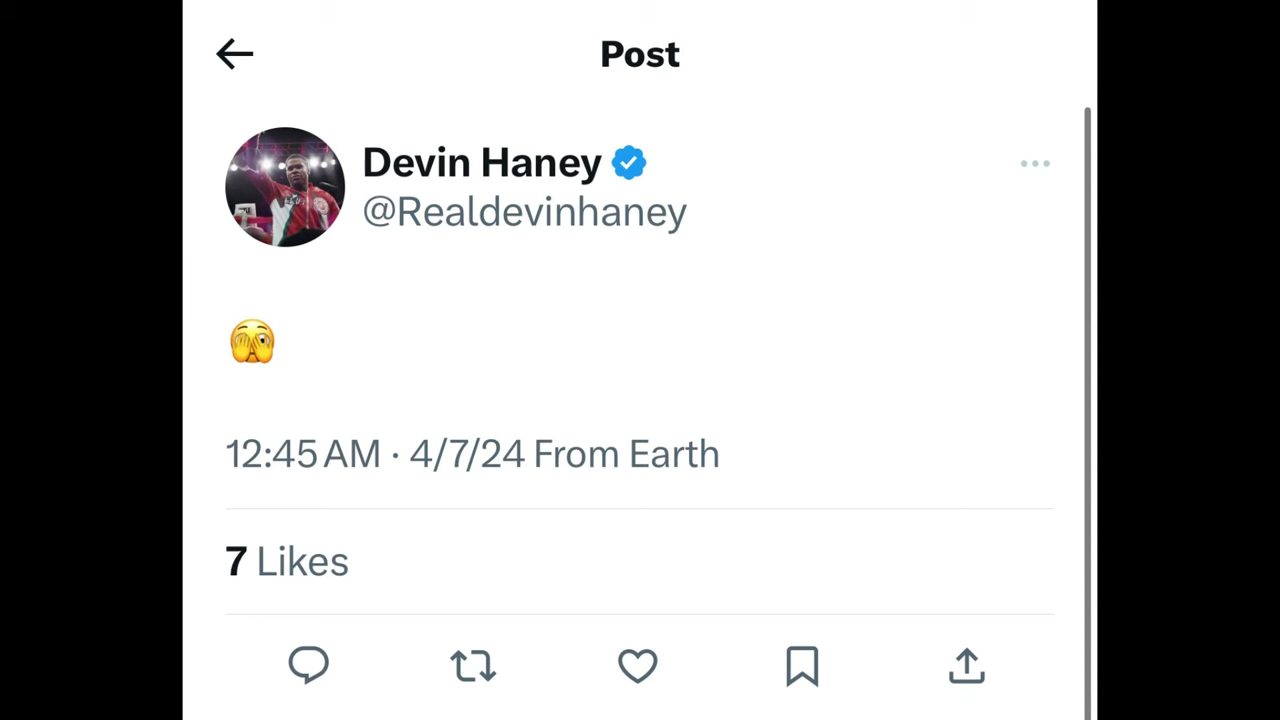 Post
Devin Haney
@Realdevinhaney
🫣
12:45 AM · 4/7/24 From Earth
7 Likes